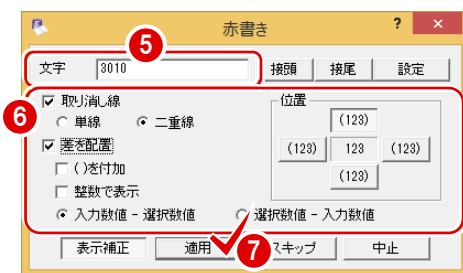 赤書き ? ×
5
文字 3010 接頭 接尾 設定
6
取り消し線
単線 二重線
差を配置
( )を付加
整数で表示
入力数値 - 選択数値 選択数値 - 入力数値
位置
(123)
(123) 123 (123)
(123)
表示補正 適用 7 スキップ 中止